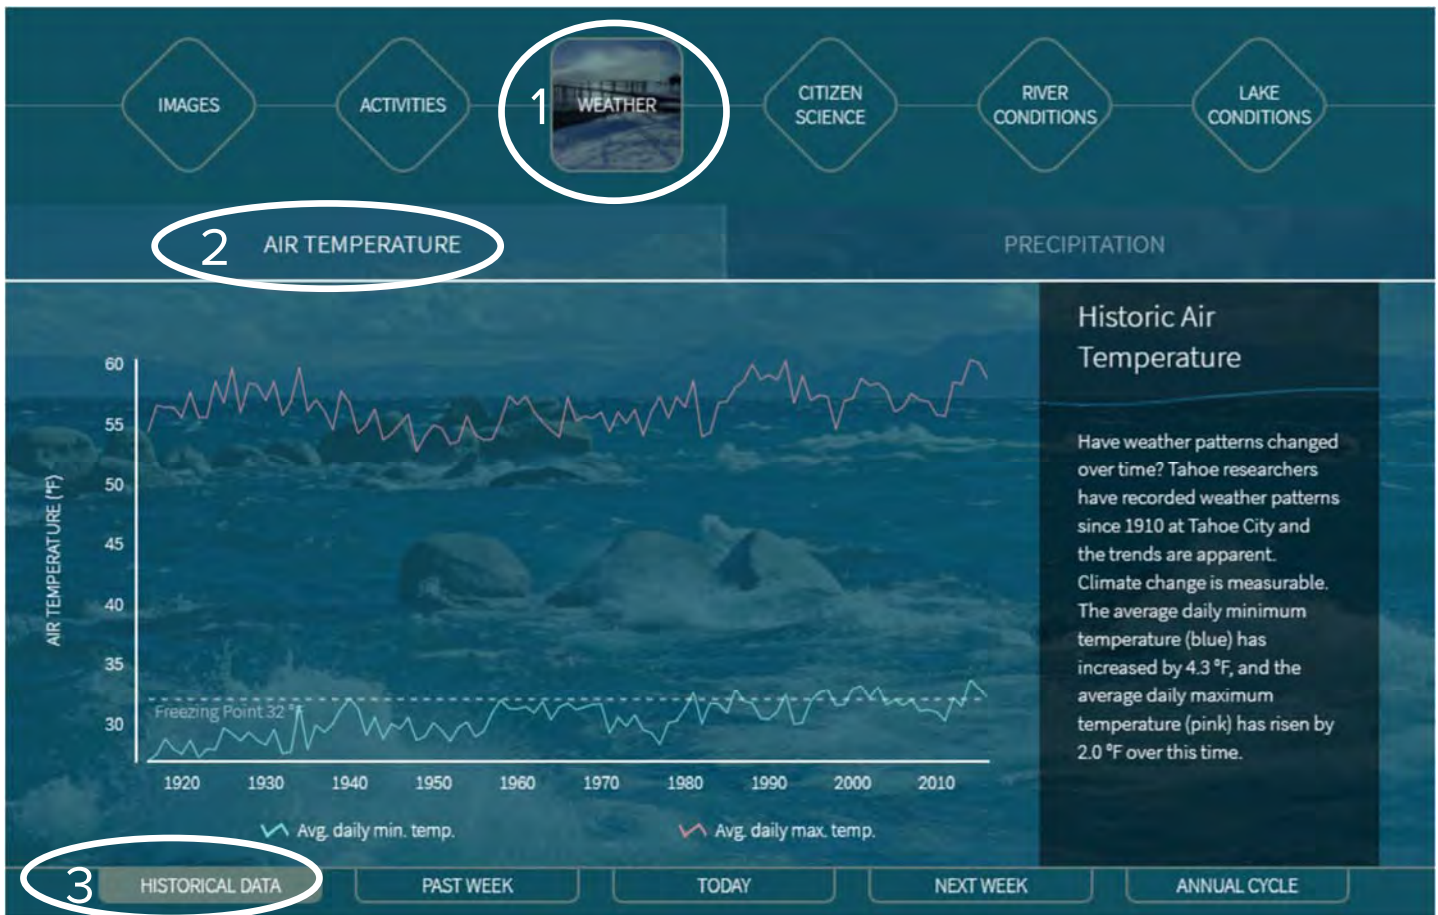 IMAGES
ACTIVITIES
1
WEATHER
CITIZEN
SCIENCE
RIVER
CONDITIONS
LAKE
CONDITIONS
2
AIR TEMPERATURE
PRECIPITATION
Historic Air
Temperature
Have weather patterns changed
over time? Tahoe researchers
have recorded weather patterns
since 1910 at Tahoe City and
the trends are apparent.
Climate change is measurable.
The average daily minimum
temperature (blue) has
increased by 4.3 °F, and the
average daily maximum
temperature (pink) has risen by
2.0 °F over this time.
AIR TEMPERATURE (°F)
60
55
50
45
40
35
30
Freezing Point 32 °F
1920
1930
1940
1950
1960
1970
1980
1990
2000
2010
Avg. daily min. temp.
Avg. daily max. temp.
3
HISTORICAL DATA
PAST WEEK
TODAY
NEXT WEEK
ANNUAL CYCLE